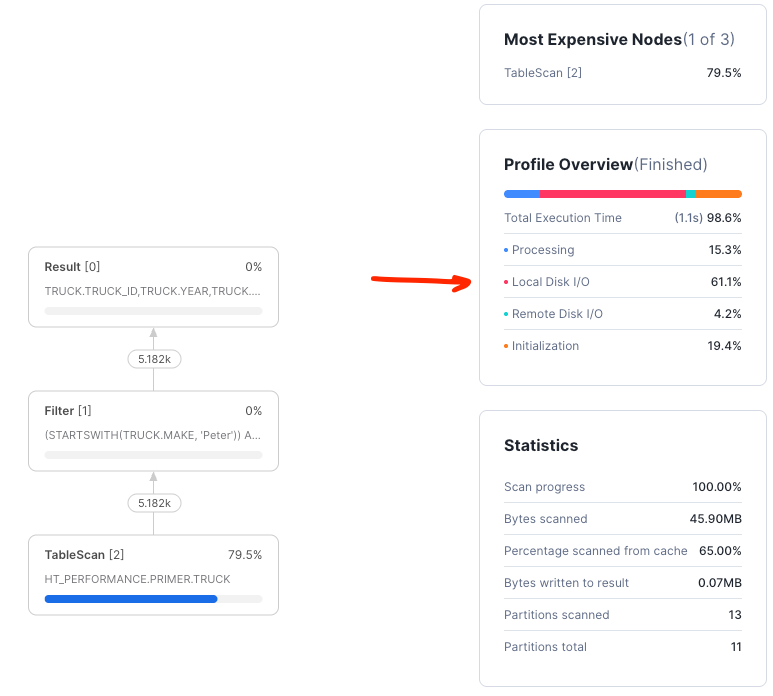 Most Expensive Nodes(1 of 3)
TableScan [2] 79.5%
Profile Overview(Finished)
Total Execution Time (1.1s) 98.6%
Processing 15.3%
Local Disk I/O 61.1%
Remote Disk I/O 4.2%
Initialization 19.4%
Statistics
Scan progress 100.00%
Bytes scanned 45.90MB
Percentage scanned from cache 65.00%
Bytes written to result 0.07MB
Partitions scanned 13
Partitions total 11
Result [0] 0%
TRUCK.TRUCK_ID,TRUCK.YEAR,TRUCK....
5.182k
Filter [1] 0%
(STARTSWITH(TRUCK.MAKE, 'Peter')) A...
5.182k
TableScan [2] 79.5%
HT_PERFORMANCE.PRIMER.TRUCK